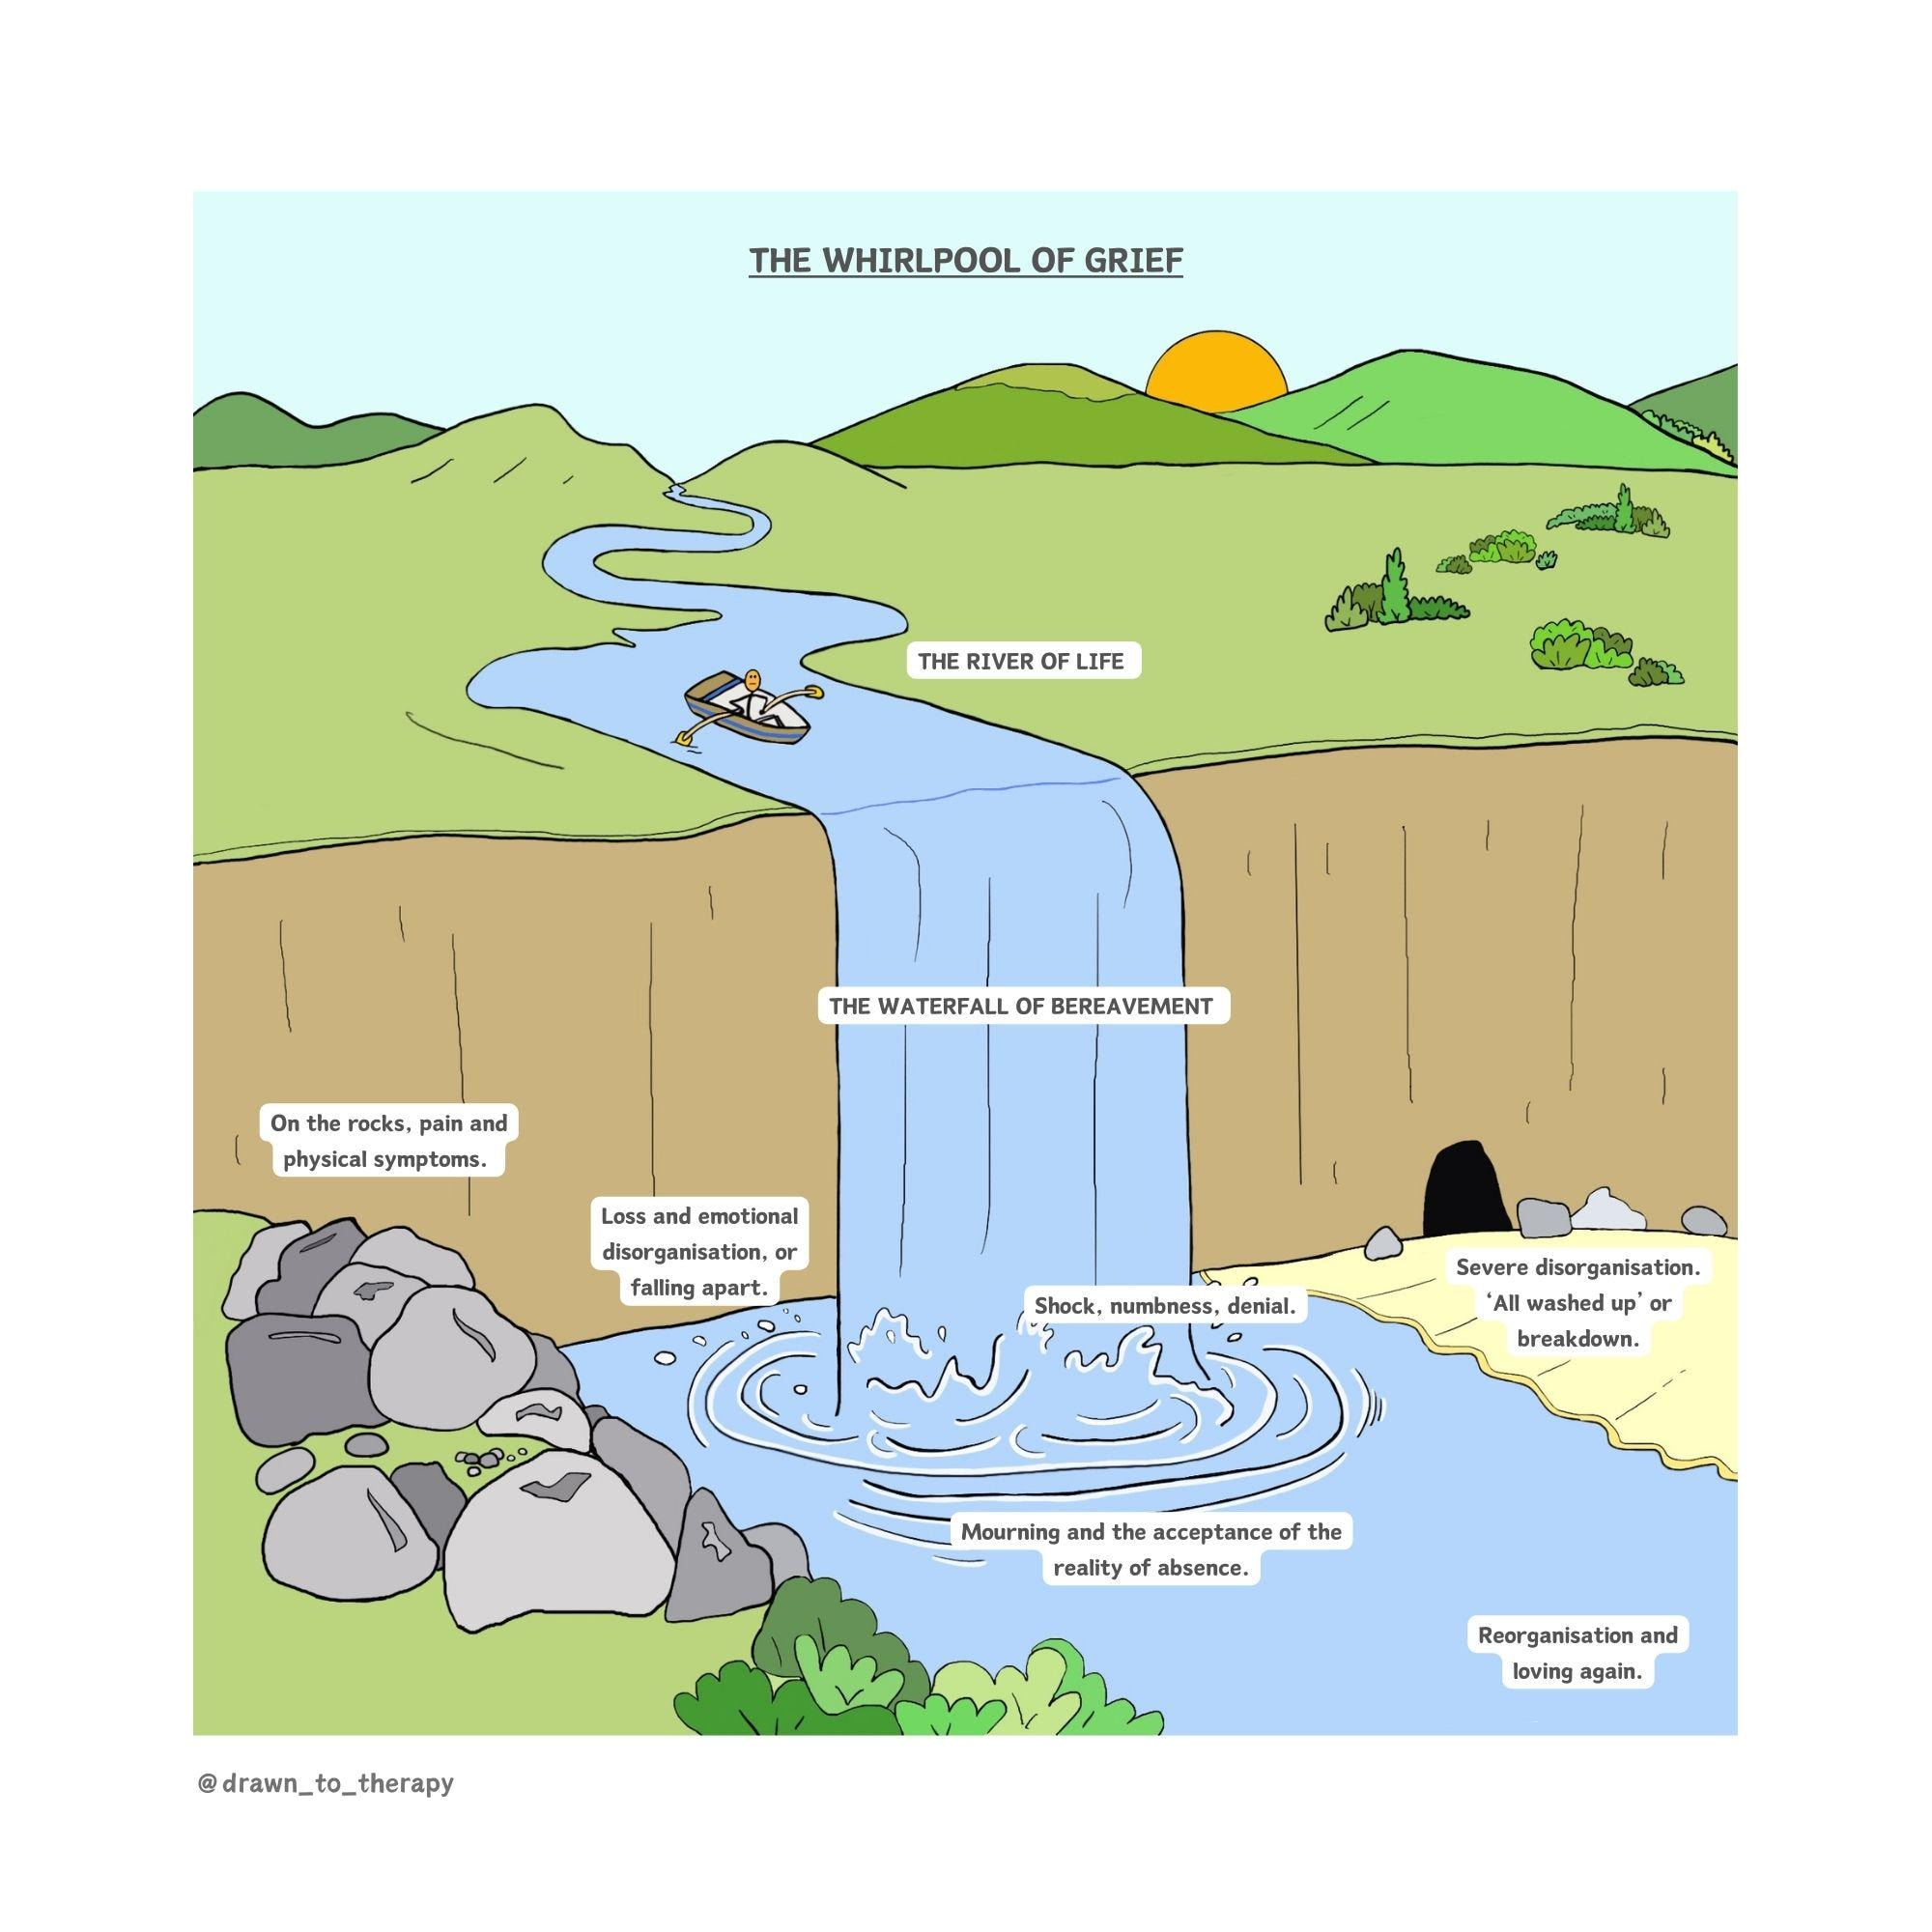 THE WHIRLPOOL OF GRIEF
THE RIVER OF LIFE
THE WATERFALL OF BEREAVEMENT
On the rocks, pain and
physical symptoms.
Loss and emotional
disorganisation, or
falling apart.
Shock, numbness, denial.
Severe disorganisation.
‘All washed up’ or
breakdown.
Mourning and the acceptance of the
reality of absence.
Reorganisation and
loving again.
@drawn_to_therapy